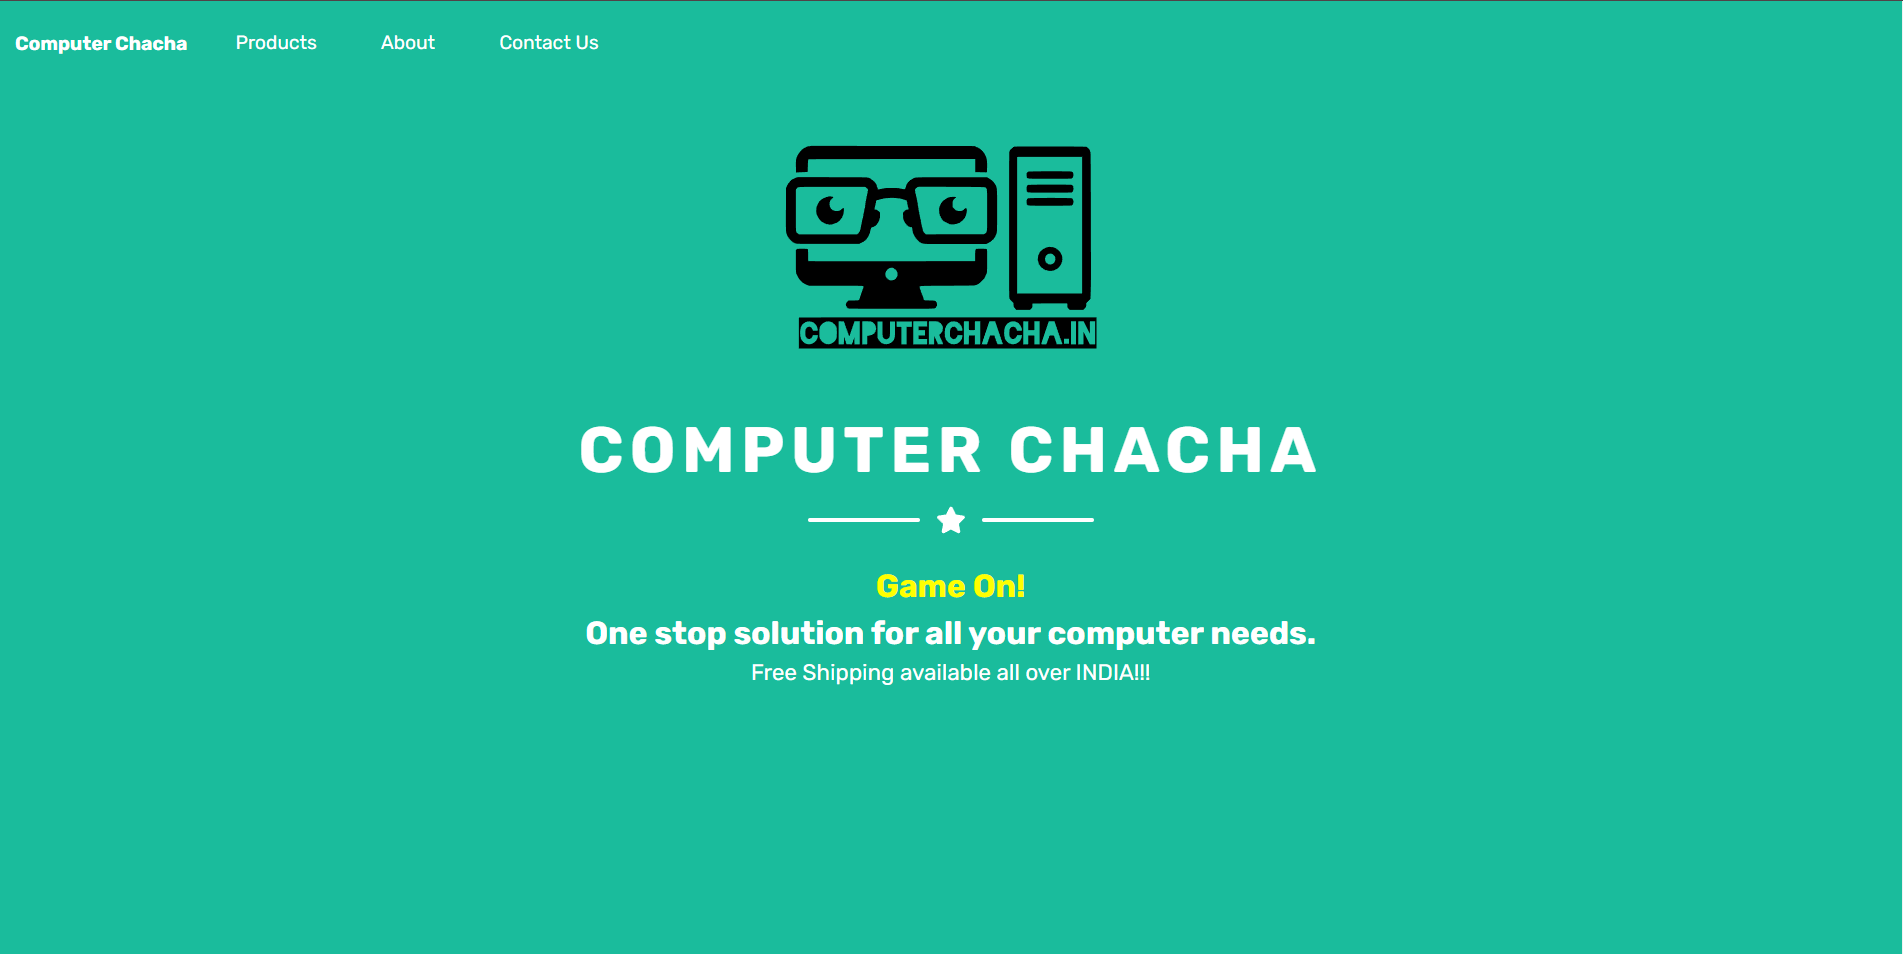 Computer Chacha Products About Contact Us
COMPUTERCHACHA.IN
COMPUTER CHACHA
Game On!
One stop solution for all your computer needs.
Free Shipping available all over INDIA!!!